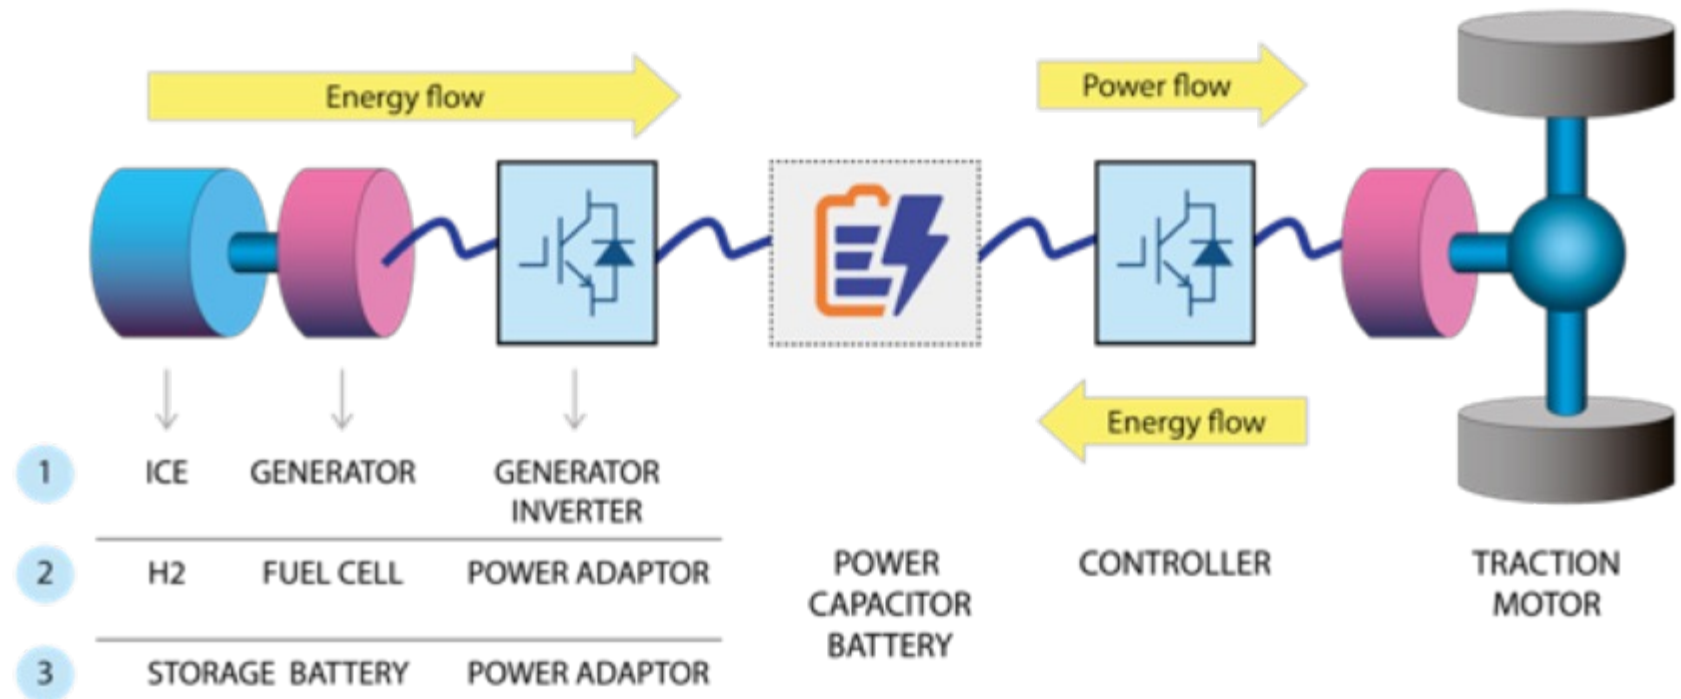 Energy flow
Power flow
Energy flow
1 ICE GENERATOR GENERATOR
INVERTER
2 H2 FUEL CELL POWER ADAPTOR
POWER
CAPACITOR
BATTERY
CONTROLLER
TRACTION
MOTOR
3 STORAGE BATTERY POWER ADAPTOR